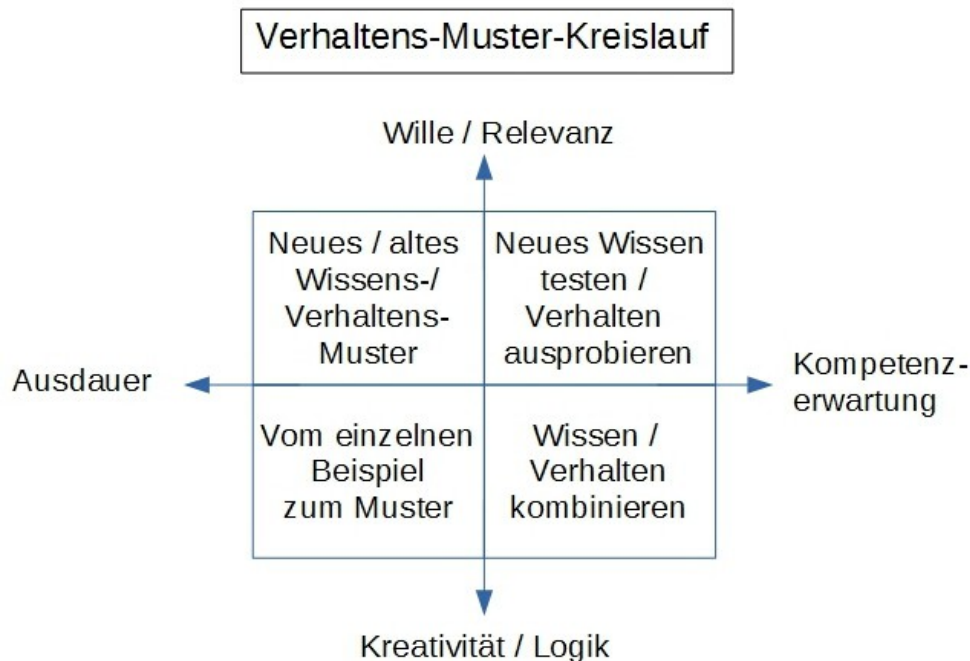 Verhaltens-Muster-Kreislauf
Wille / Relevanz
Neues / altes
Wissens-/
Verhaltens-
Muster
Neues Wissen
testen /
Verhalten
ausprobieren
Ausdauer
Kompetenz-
erwartung
Vom einzelnen
Beispiel
zum Muster
Wissen /
Verhalten
kombinieren
Kreativität / Logik